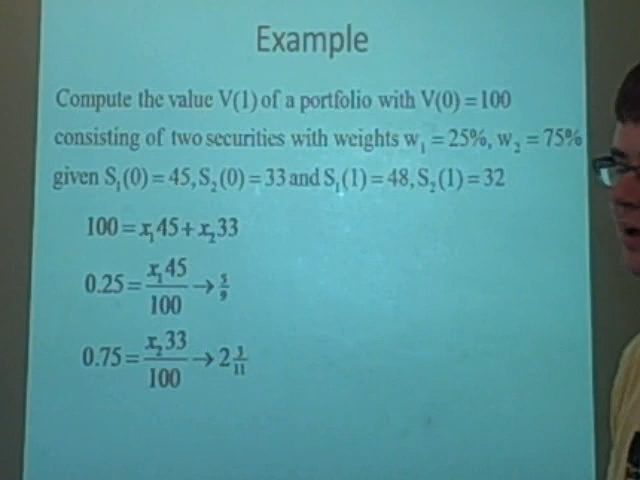 Example
Compute the value V(1) of a portfolio with V(0) = 100
consisting of two securities with weights w₁ = 25%, w₂ = 75%
given S₁(0) = 45, S₂(0) = 33 and S₁(1) = 48, S₂(1) = 32
100 = x₁45 + x₂33
0.25 = x₁45/100 → 5/9
0.75 = x₂33/100 → 2 3/11